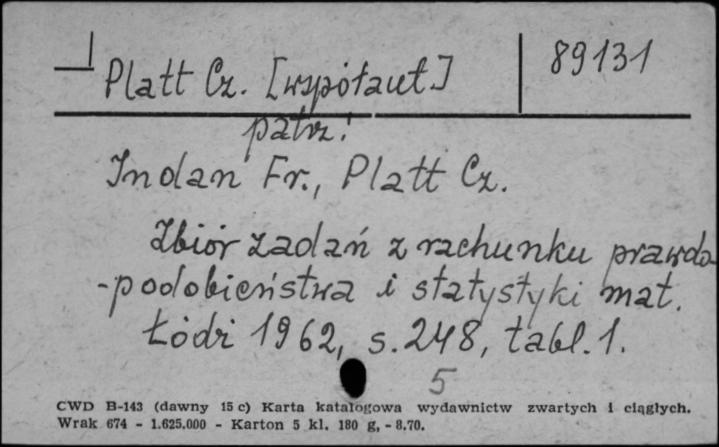 Platt Cz. [współaut]
89131
patrz:
Indan Fr., Platt Cz.
Zbiór zadań z rachunku prawdo
-podobieństwa i statystyki mat.
Łódź 1962, s. 248, tabl. 1.
5
CWD B-143 (dawny 15 c) Karta katalogowa wydawnictw zwartych i ciągłych.
Wrak 674 - 1.625.000 - Karton 5 kl. 180 g, - 8.70.